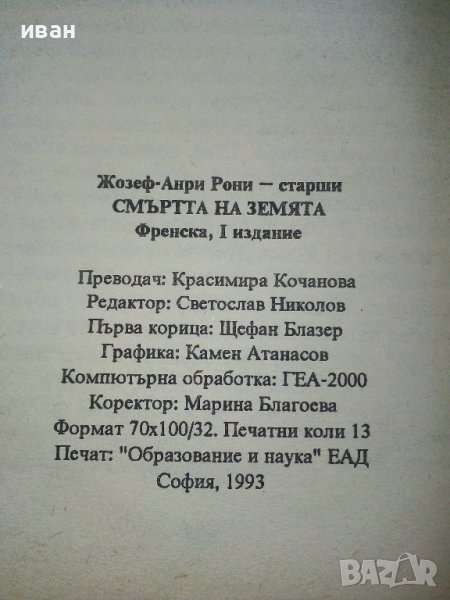 иван
Жозеф-Анри Рони — старши
СМЪРТТА НА ЗЕМЯТА
Френска, I издание
Преводач: Красимира Кочанова
Редактор: Светослав Николов
Първа корица: Щефан Блазер
Графика: Камен Атанасов
Компютърна обработка: ГЕА-2000
Коректор: Марина Благоева
Формат 70х100/32. Печатни коли 13
Печат: "Образование и наука" ЕАД
София, 1993
BAZAR